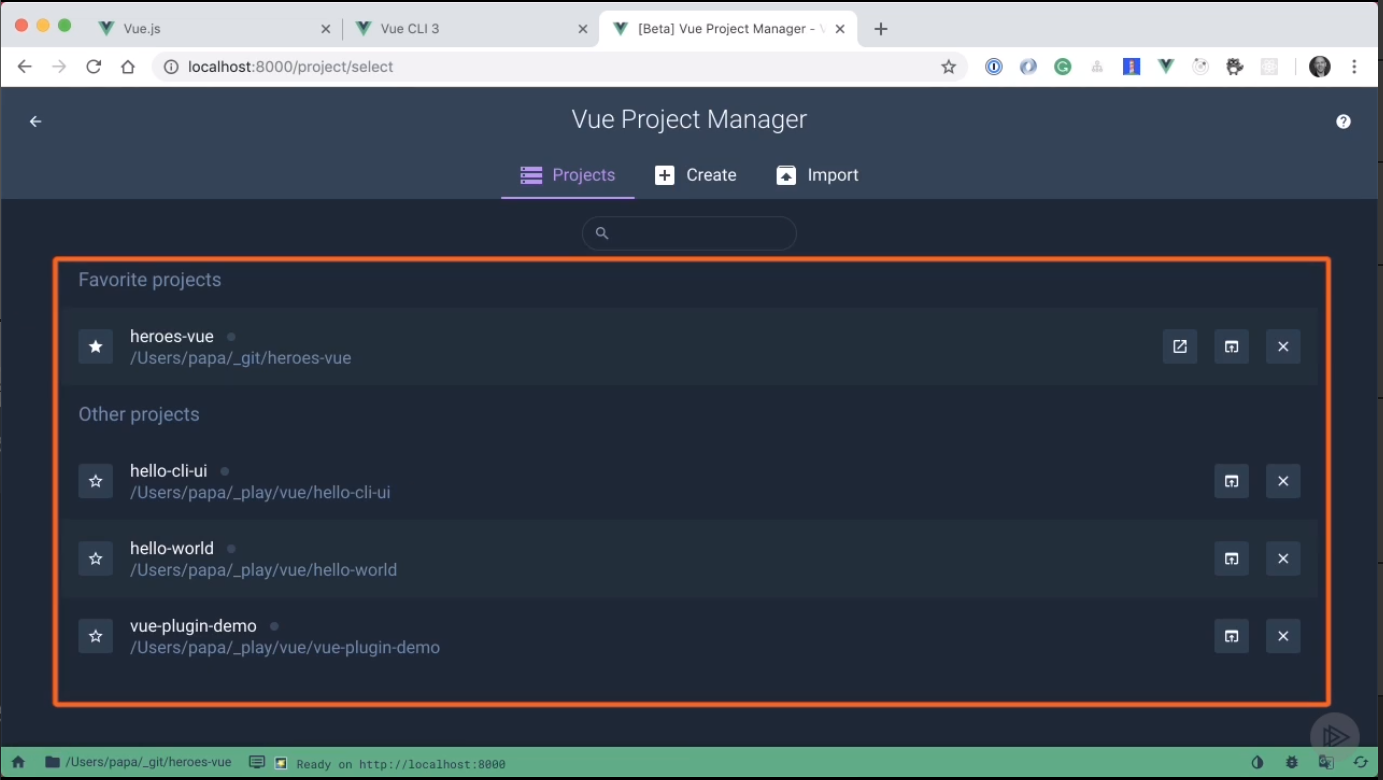 Vue.js
Vue CLI 3
[Beta] Vue Project Manager -
localhost:8000/project/select
Vue Project Manager
Projects
Create
Import
Favorite projects
heroes-vue
/Users/papa/_git/heroes-vue
Other projects
hello-cli-ui
/Users/papa/_play/vue/hello-cli-ui
hello-world
/Users/papa/_play/vue/hello-world
vue-plugin-demo
/Users/papa/_play/vue/vue-plugin-demo
/Users/papa/_git/heroes-vue
Ready on http://localhost:8000